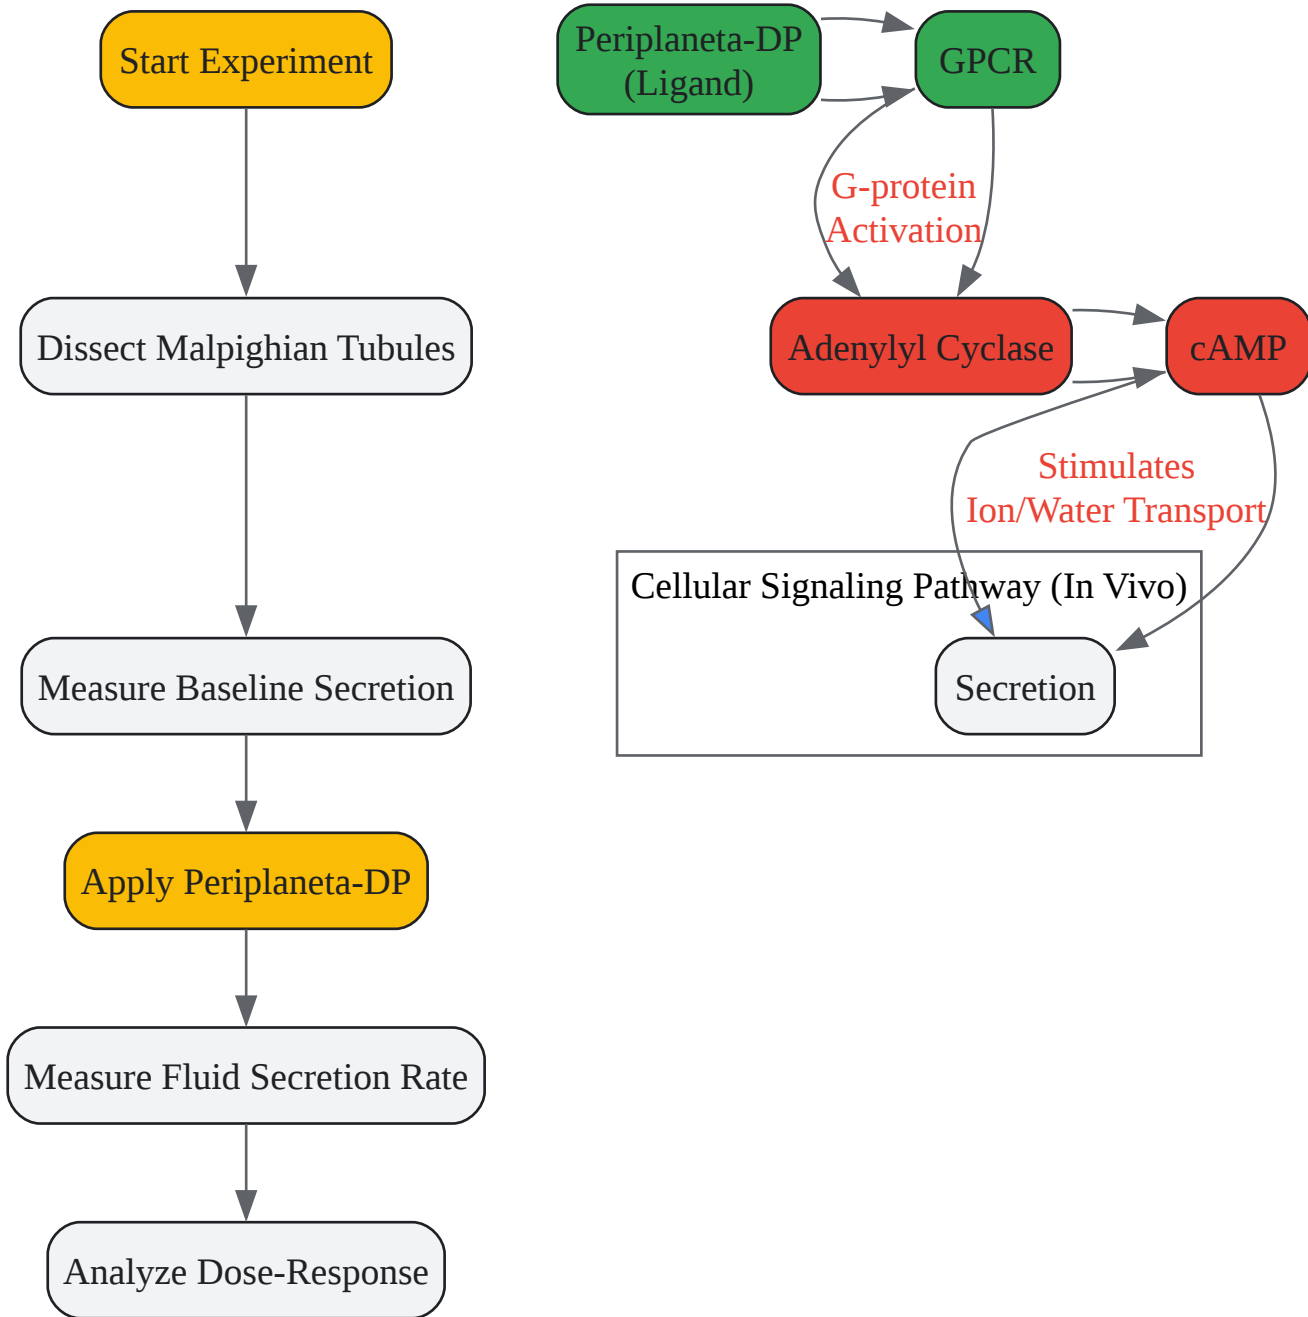 Start Experiment
Dissect Malpighian Tubules
Measure Baseline Secretion
Apply Periplaneta-DP
Measure Fluid Secretion Rate
Analyze Dose-Response
Periplaneta-DP
(Ligand)
GPCR
G-protein
Activation
Adenylyl Cyclase
cAMP
Stimulates
Ion/Water Transport
Cellular Signaling Pathway (In Vivo)
Secretion